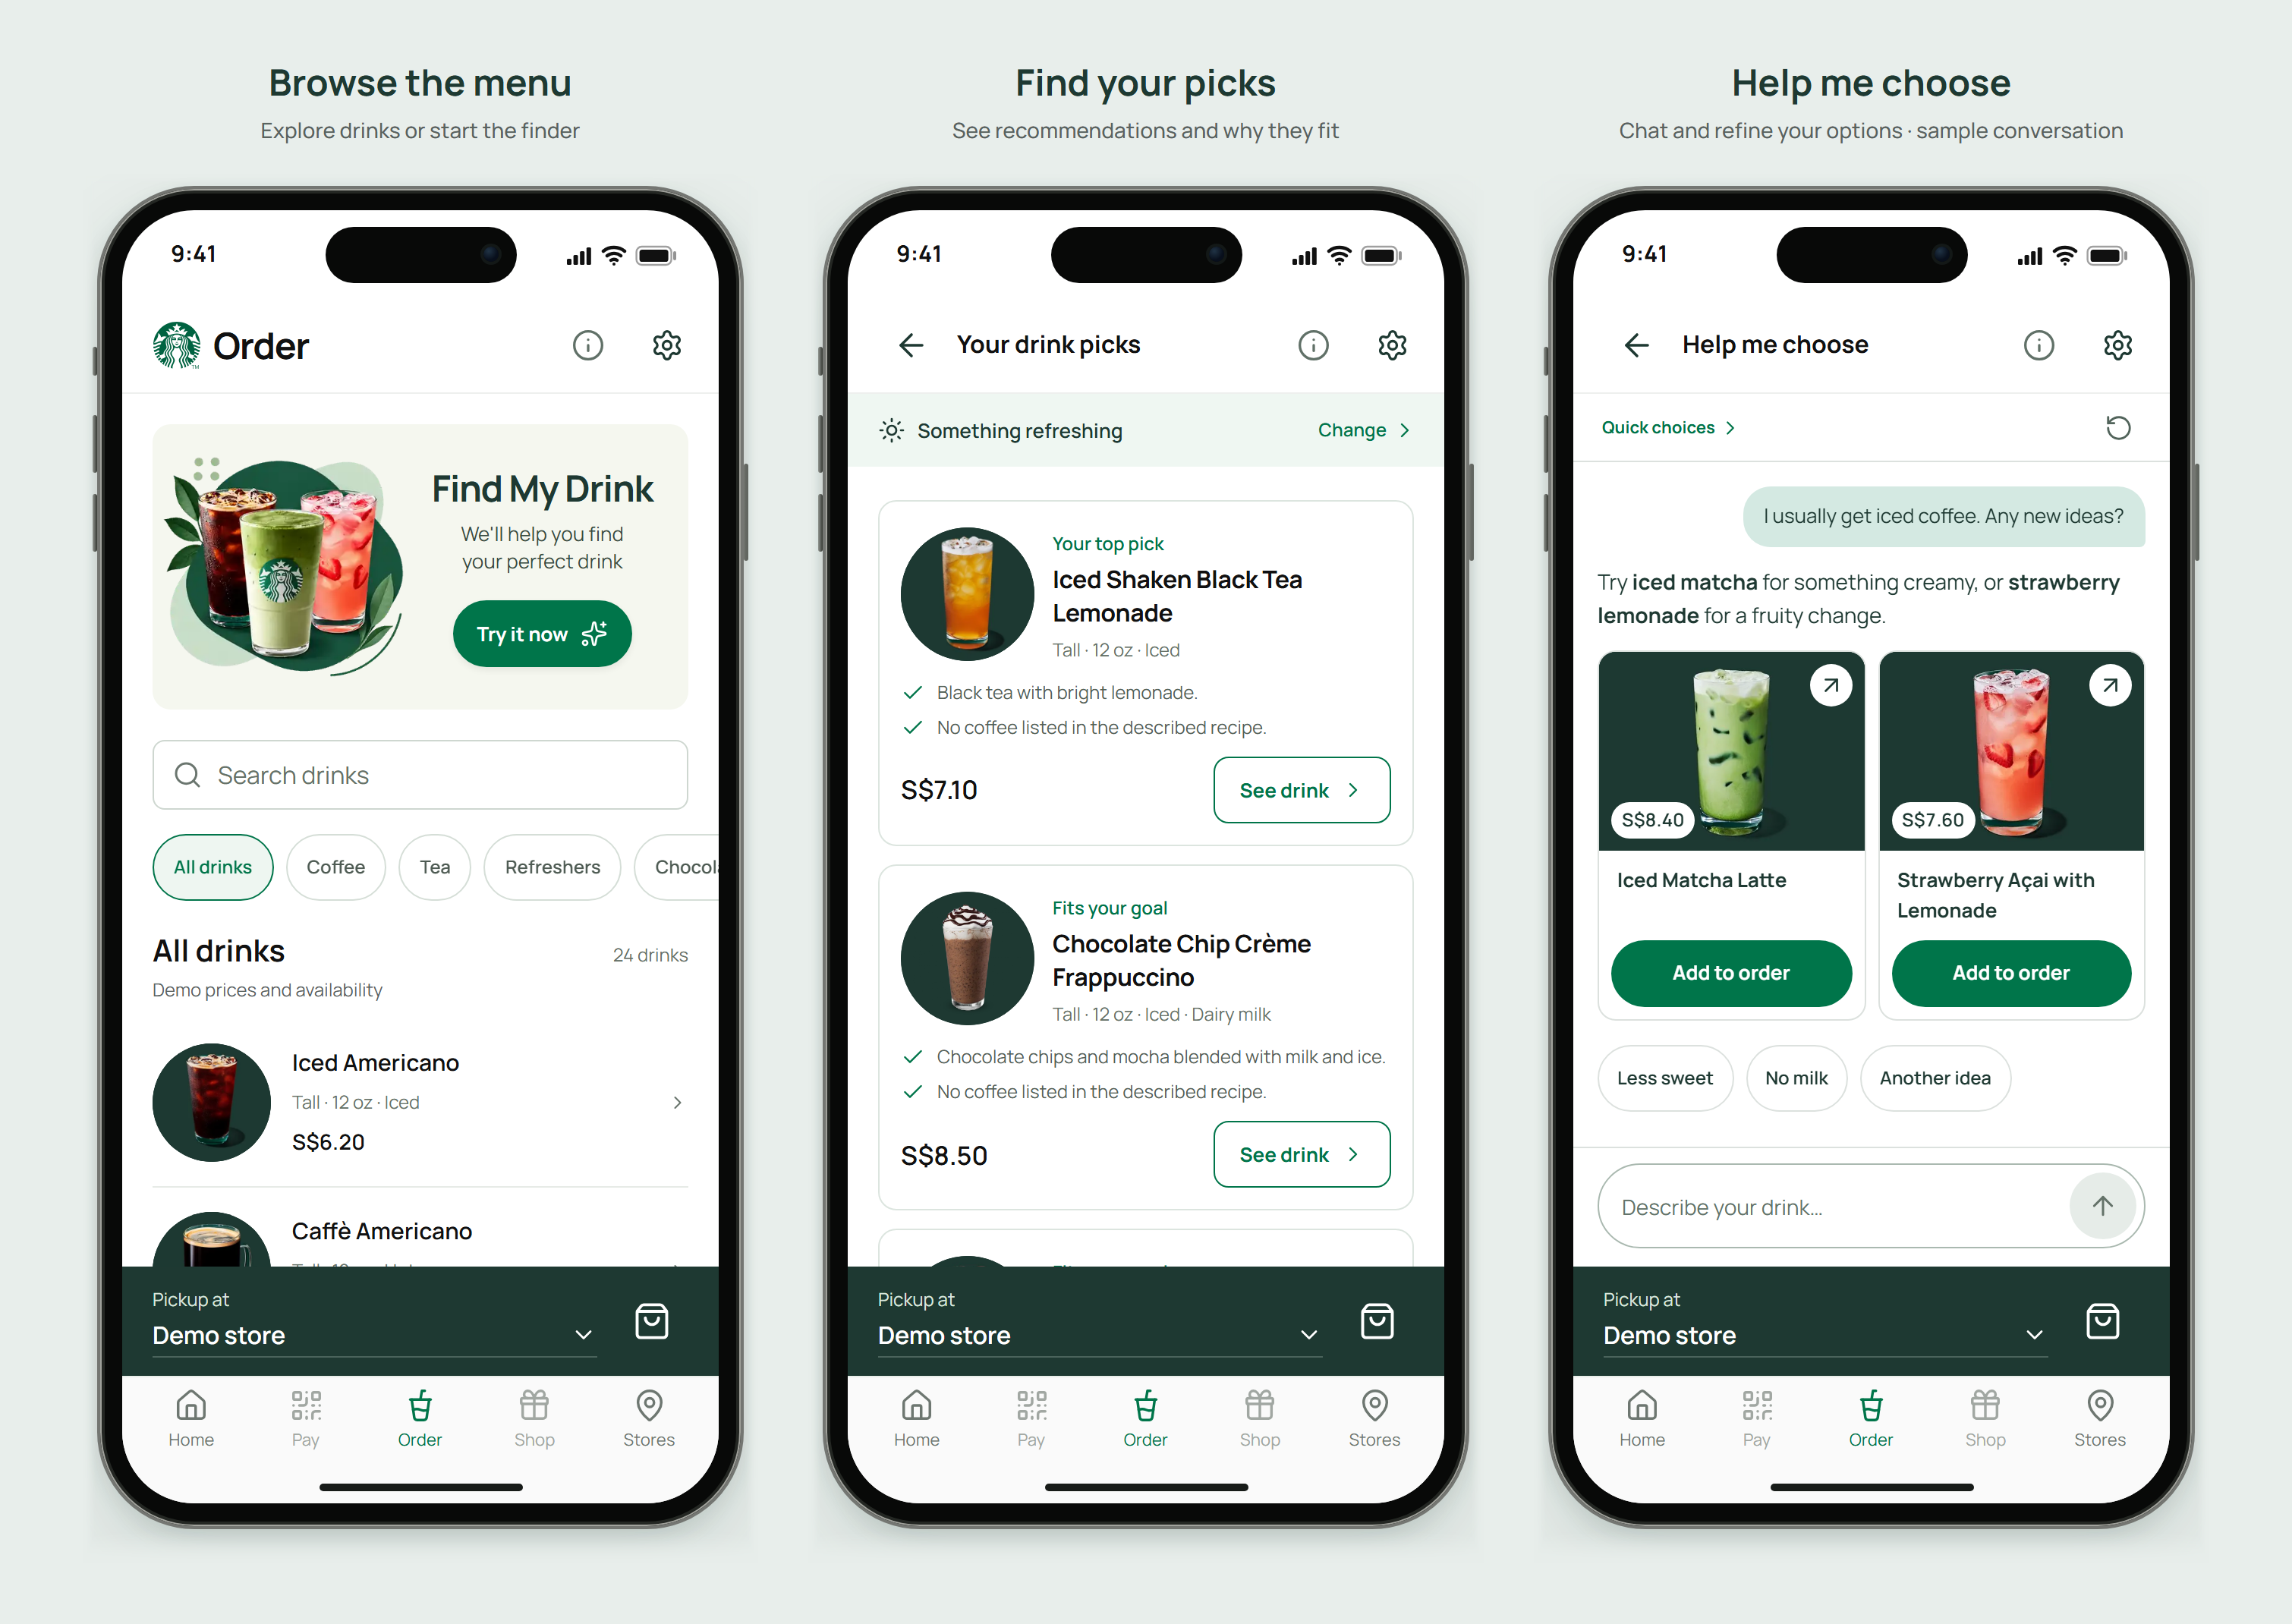 Browse the menu
Explore drinks or start the finder
9:41
Order
Find My Drink
We'll help you find
your perfect drink
Try it now
Search drinks
All drinks
Coffee
Tea
Refreshers
Chocol
All drinks
24 drinks
Demo prices and availability
Iced Americano
Tall · 12 oz · Iced
S$6.20
Caffè Americano
Pickup at
Demo store
Home
Pay
Order
Shop
Stores
Find your picks
See recommendations and why they fit
9:41
Your drink picks
Something refreshing
Change
Your top pick
Iced Shaken Black Tea
Lemonade
Tall · 12 oz · Iced
Black tea with bright lemonade.
No coffee listed in the described recipe.
S$7.10
See drink
Fits your goal
Chocolate Chip Crème
Frappuccino
Tall · 12 oz · Iced · Dairy milk
Chocolate chips and mocha blended with milk and ice.
No coffee listed in the described recipe.
S$8.50
See drink
Pickup at
Demo store
Home
Pay
Order
Shop
Stores
Help me choose
Chat and refine your options · sample conversation
9:41
Help me choose
Quick choices
I usually get iced coffee. Any new ideas?
Try iced matcha for something creamy, or strawberry
lemonade for a fruity change.
S$8.40
Iced Matcha Latte
Add to order
S$7.60
Strawberry Açai with
Lemonade
Add to order
Less sweet
No milk
Another idea
Describe your drink...
Pickup at
Demo store
Home
Pay
Order
Shop
Stores